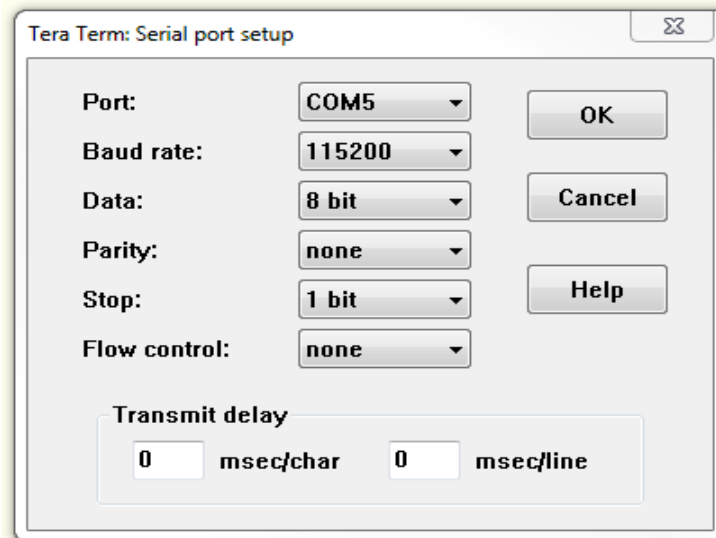 Tera Term: Serial port setup
Port: COM5 OK
Baud rate: 115200
Data: 8 bit Cancel
Parity: none
Stop: 1 bit Help
Flow control: none
Transmit delay
0 msec/char 0 msec/line